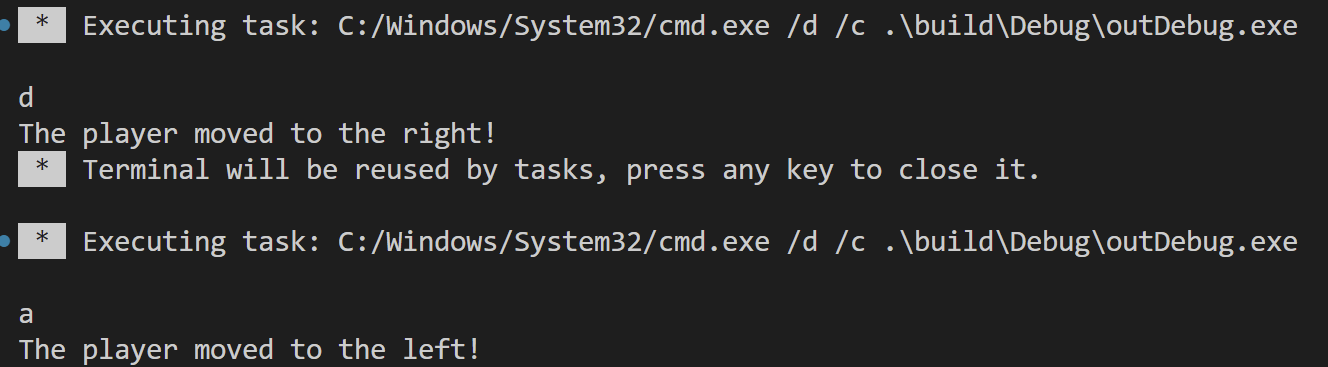 * Executing task: C:/Windows/System32/cmd.exe /d /c .\build\Debug\outDebug.exe
d
The player moved to the right!
* Terminal will be reused by tasks, press any key to close it.
* Executing task: C:/Windows/System32/cmd.exe /d /c .\build\Debug\outDebug.exe
a
The player moved to the left!